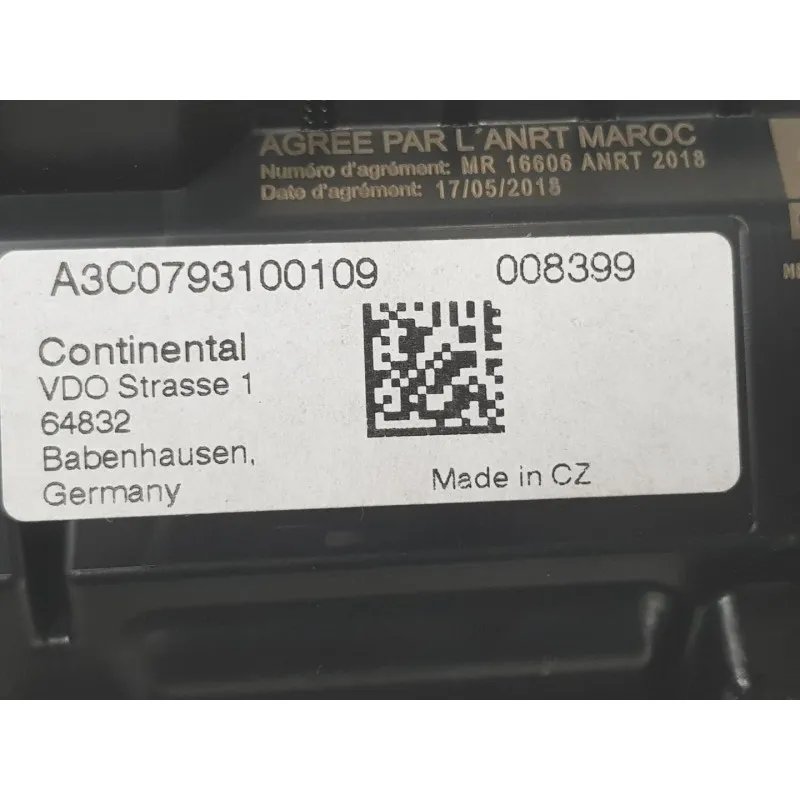 AGREE PAR L'ANRT MAROC
Numéro d'agrément: MR 16606 ANRT 2018
Date d'agrément: 17/05/2018
A3C0793100109 008399
Continental
VDO Strasse 1
64832
Babenhausen,
Germany
Made in CZ